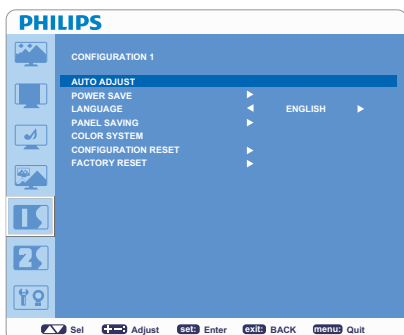 PHILIPS
CONFIGURATION 1
AUTO ADJUST
POWER SAVE
LANGUAGE ENGLISH
PANEL SAVING
COLOR SYSTEM
CONFIGURATION RESET
FACTORY RESET
Sel Adjust set: Enter exit: BACK menu: Quit